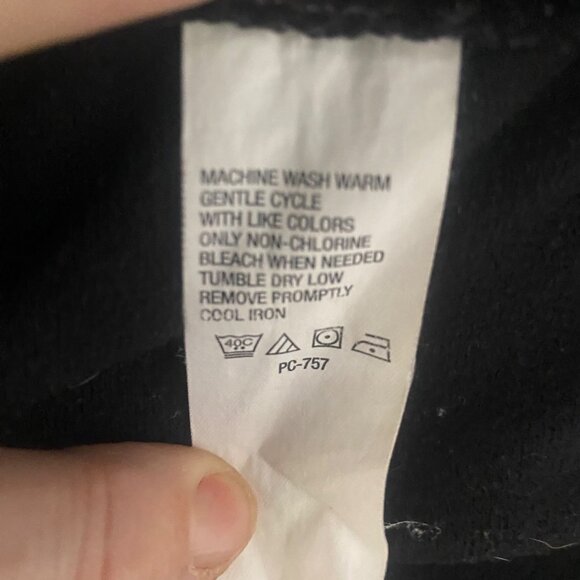 MACHINE WASH WARM
GENTLE CYCLE
WITH LIKE COLORS
ONLY NON-CHLORINE
BLEACH WHEN NEEDED
TUMBLE DRY LOW
REMOVE PROMPTLY
COOL IRON
40C
PC-757